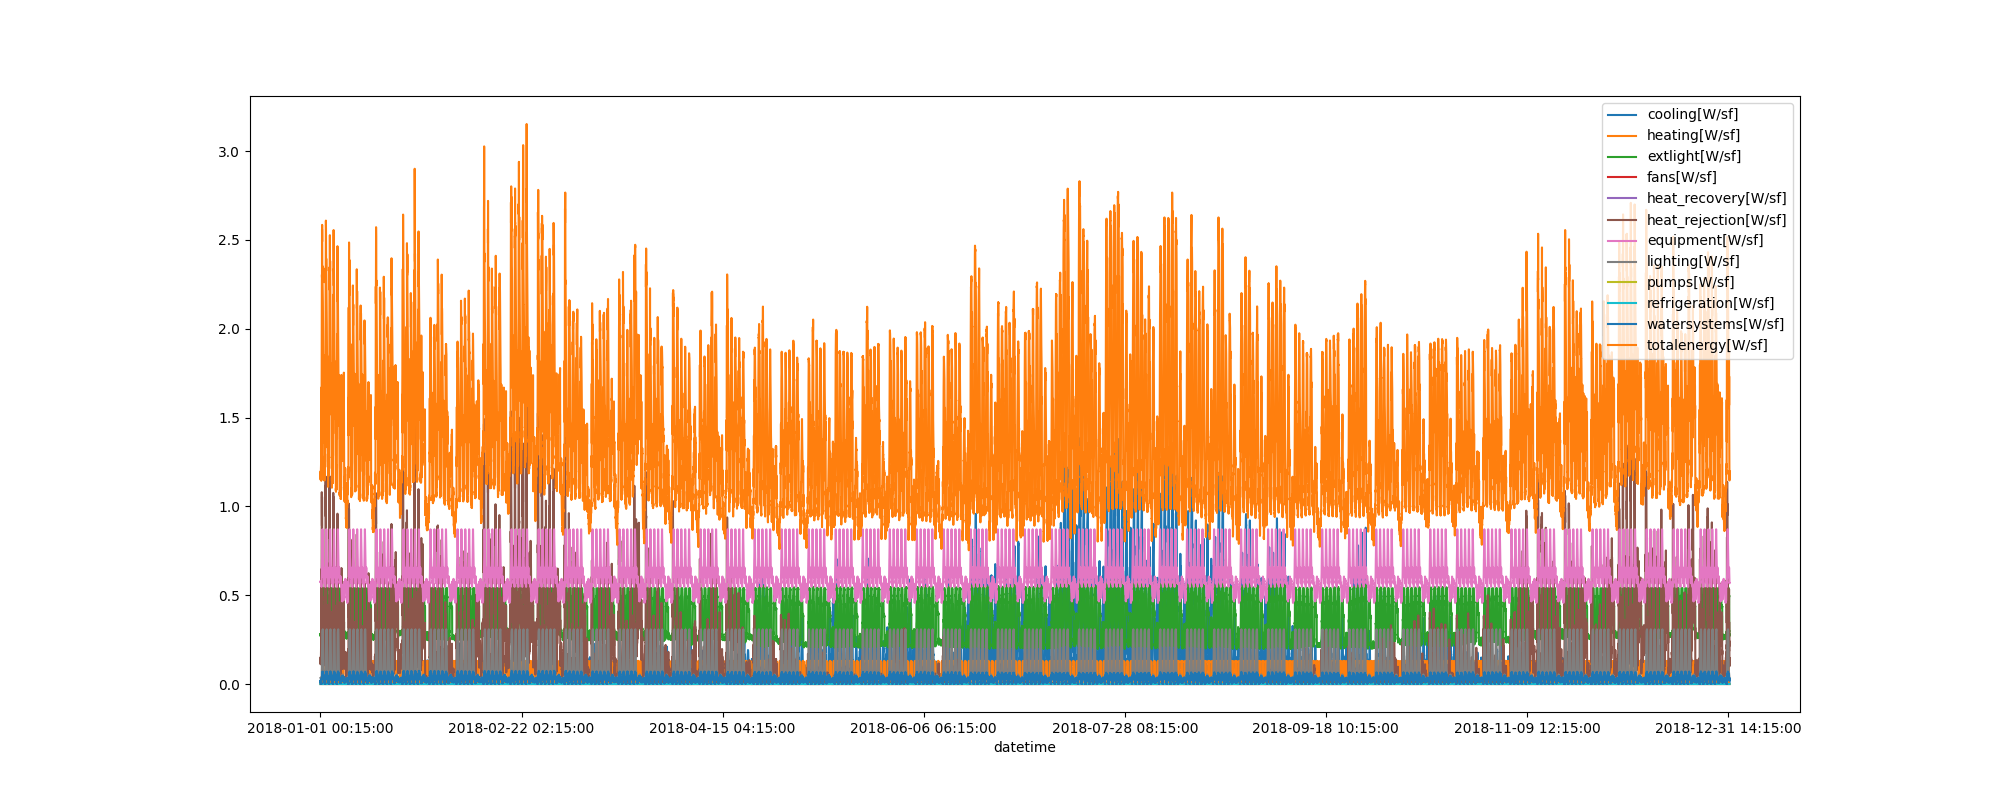 3.0
2.5
2.0
1.5
1.0
0.5
0.0
cooling[W/sf]
heating[W/sf]
extlight[W/sf]
fans[W/sf]
heat_recovery[W/sf]
heat_rejection[W/sf]
equipment[W/sf]
lighting[W/sf]
pumps[W/sf]
refrigeration[W/sf]
watersystems[W/sf]
totalenergy[W/sf]
2018-01-01 00:15:00 2018-02-22 02:15:00 2018-04-15 04:15:00 2018-06-06 06:15:00 2018-07-28 08:15:00 2018-09-18 10:15:00 2018-11-09 12:15:00 2018-12-31 14:15:00
datetime